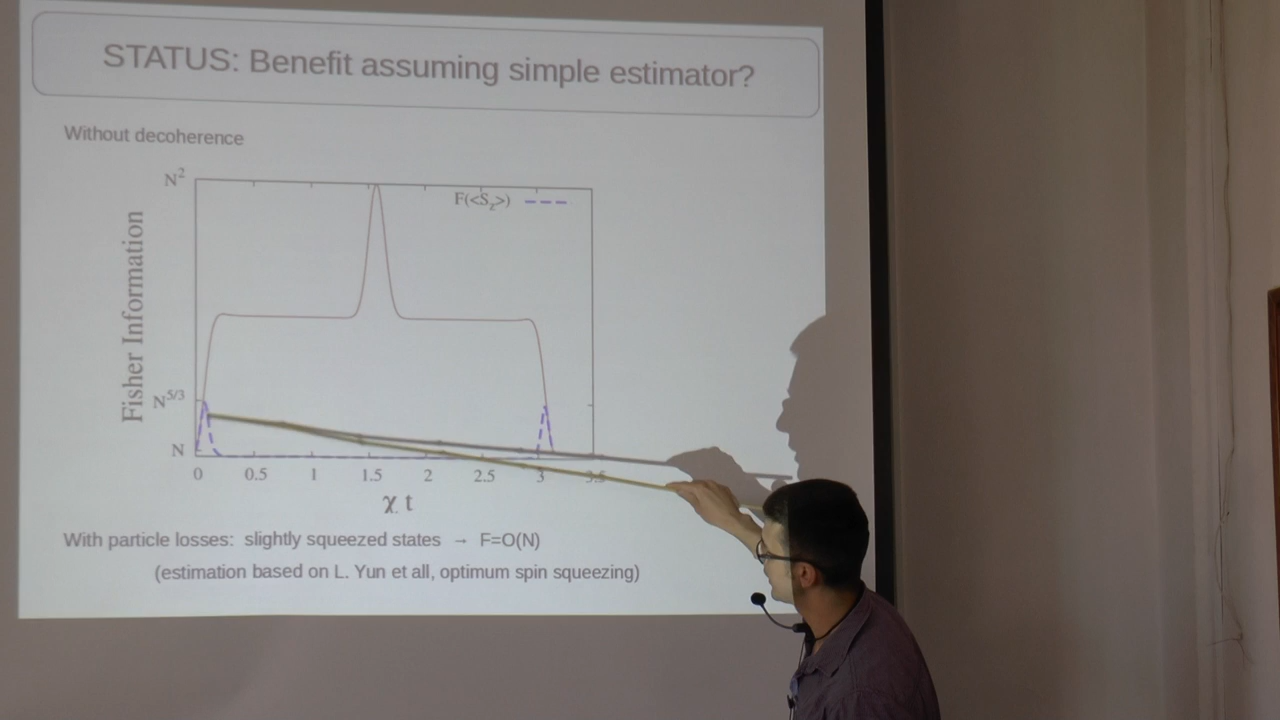 STATUS: Benefit assuming simple estimator?
Without decoherence
N²
F(<S_z>)
Fisher Information
N^5/3
N
0 0.5 1 1.5 2 2.5 3 3.5
χ t
With particle losses: slightly squeezed states → F=O(N)
(estimation based on L. Yun et all, optimum spin squeezing)